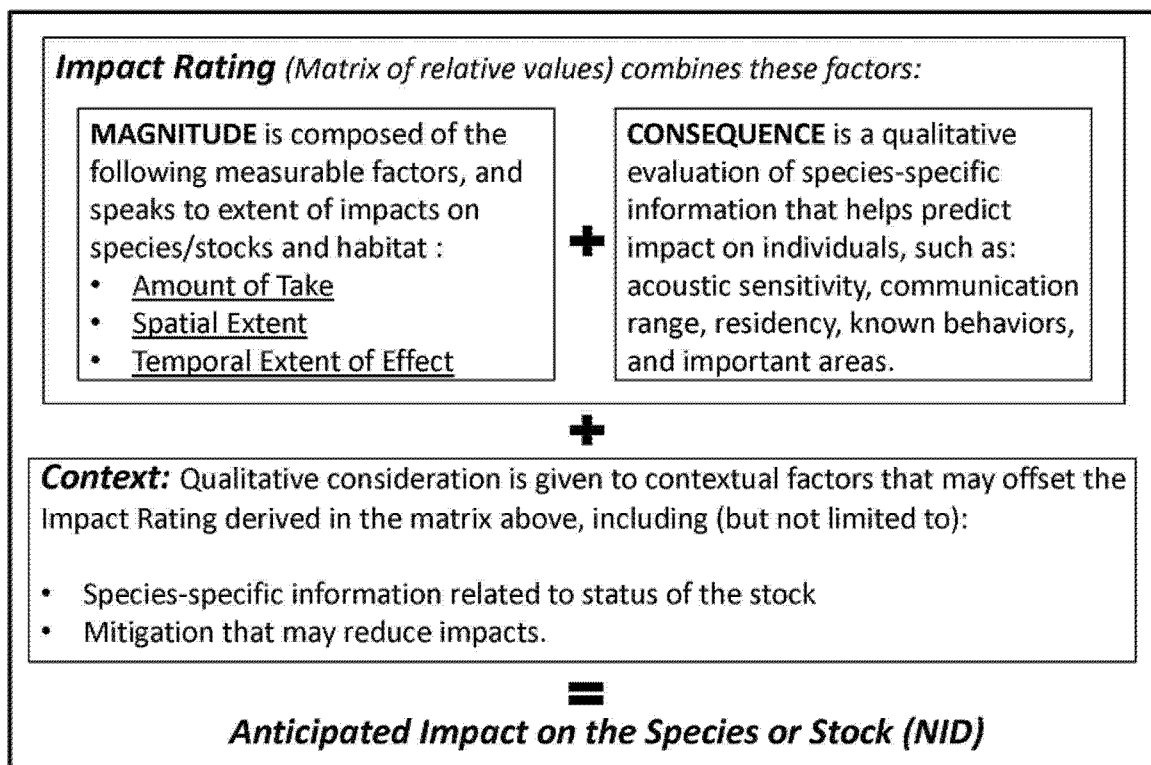 Impact Rating (Matrix of relative values) combines these factors:
MAGNITUDE is composed of the
following measurable factors, and
speaks to extent of impacts on
species/stocks and habitat :
• Amount of Take
• Spatial Extent
• Temporal Extent of Effect
+
CONSEQUENCE is a qualitative
evaluation of species-specific
information that helps predict
impact on individuals, such as:
acoustic sensitivity, communication
range, residency, known behaviors,
and important areas.
+
Context: Qualitative consideration is given to contextual factors that may offset the
Impact Rating derived in the matrix above, including (but not limited to):
• Species-specific information related to status of the stock
• Mitigation that may reduce impacts.
=
Anticipated Impact on the Species or Stock (NID)